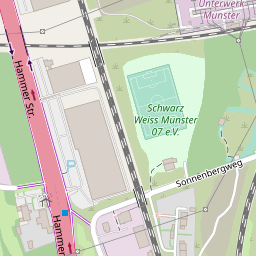 Unterwerk
Münster
Hammer Str.
Schwarz
Weiss Münster
07 e.V.
Sonnenbergweg
Hammer